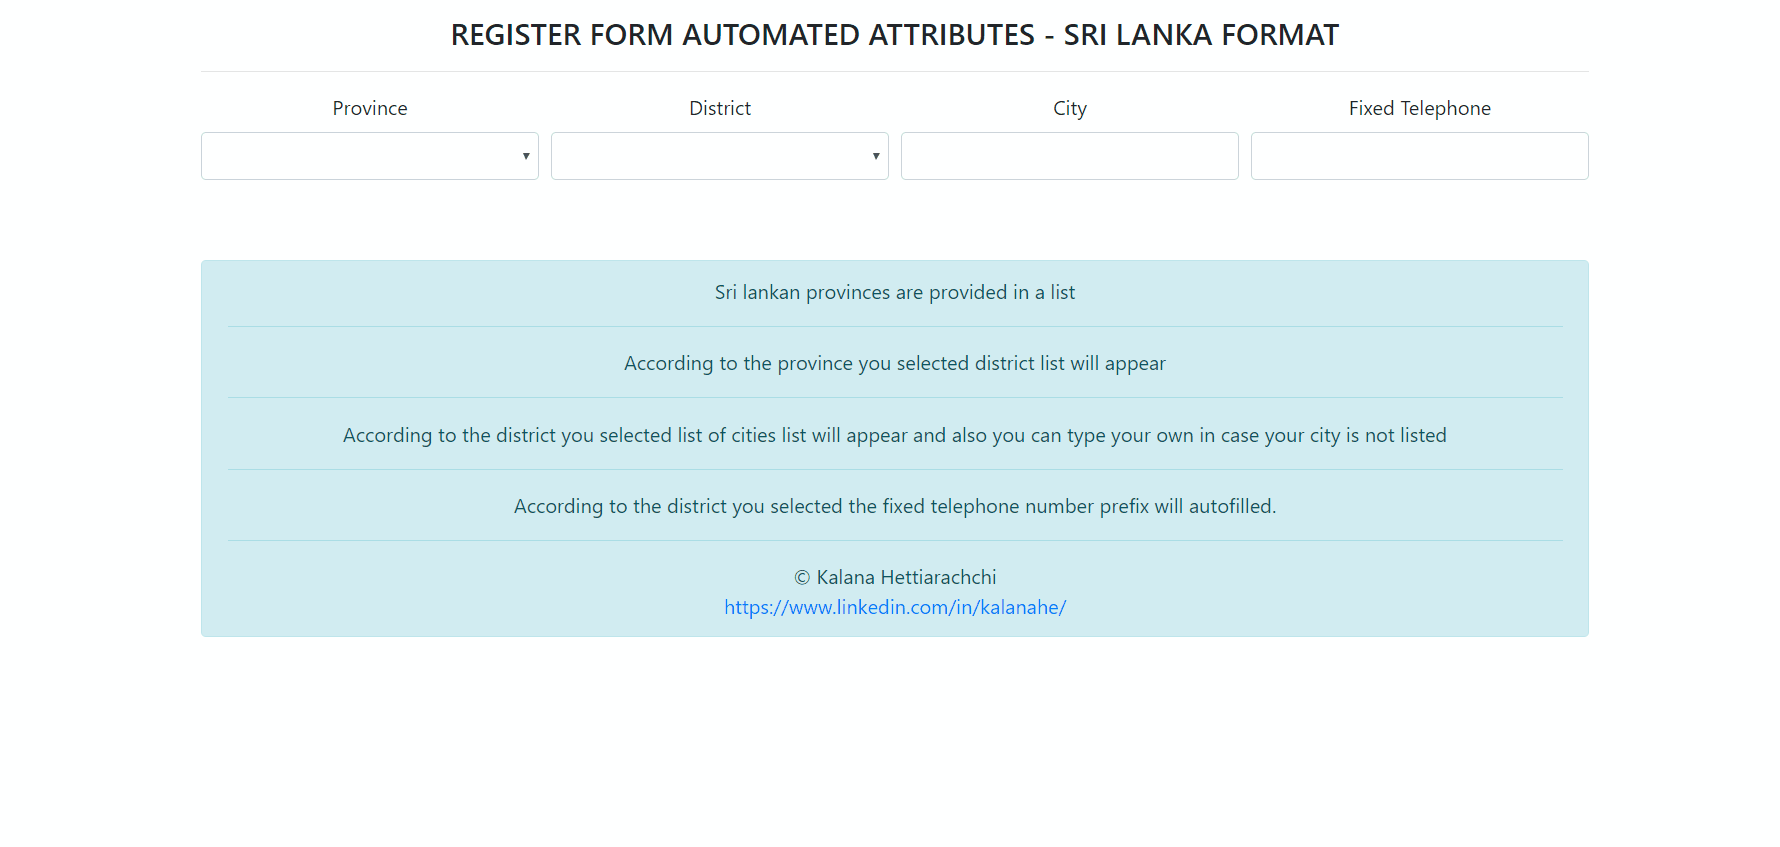 REGISTER FORM AUTOMATED ATTRIBUTES - SRI LANKA FORMAT
Province
District
City
Fixed Telephone
Sri lankan provinces are provided in a list
According to the province you selected district list will appear
According to the district you selected list of cities list will appear and also you can type your own in case your city is not listed
According to the district you selected the fixed telephone number prefix will autofilled.
© Kalana Hettiarachchi
https://www.linkedin.com/in/kalanahe/